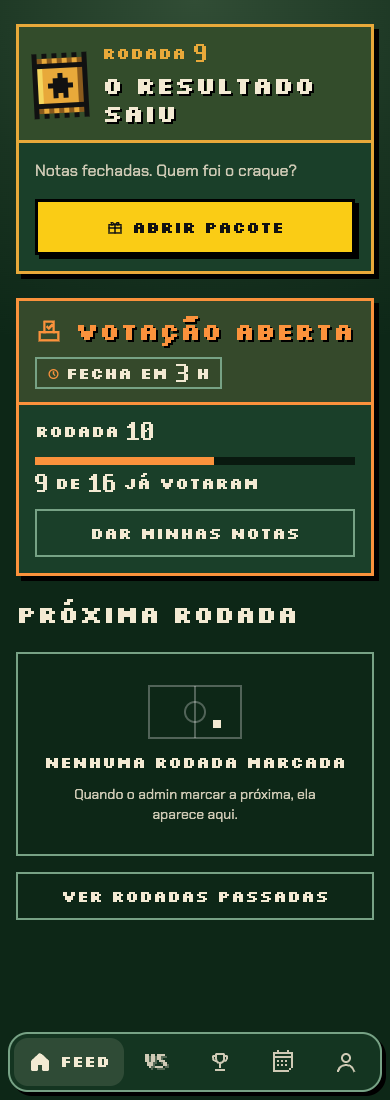 RODADA 9
O RESULTADO
SAIU
Notas fechadas. Quem foi o craque?
ABRIR PACOTE
VOTAÇÃO ABERTA
FECHA EM 3 H
RODADA 10
9 DE 16 JÁ VOTARAM
DAR MINHAS NOTAS
PRÓXIMA RODADA
NENHUMA RODADA MARCADA
Quando o admin marcar a próxima, ela
aparece aqui.
VER RODADAS PASSADAS
FEED
VS